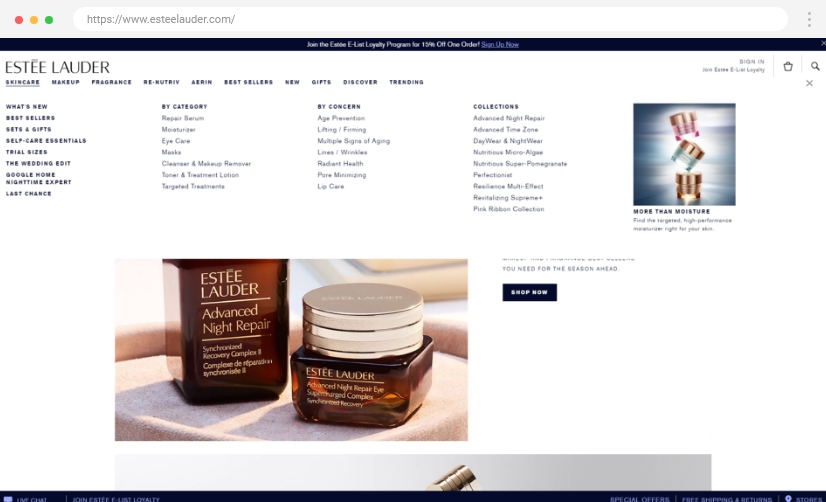 https://www.esteelauder.com/
Join the Estée E-List Loyalty Program for 15% Off One Order! Sign Up Now
ESTĒE LAUDER
SIGN IN
Join Estée E-List Loyalty
SKINCARE MAKEUP FRAGRANCE RE-NUTRIV AERIN BEST SELLERS NEW GIFTS DISCOVER TRENDING
WHAT'S NEW
BEST SELLERS
SETS & GIFTS
SELF-CARE ESSENTIALS
TRIAL SIZES
THE WEDDING EDIT
GOOGLE HOME
NIGHTTIME EXPERT
LAST CHANCE
BY CATEGORY
Repair Serum
Moisturizer
Eye Care
Masks
Cleanser & Makeup Remover
Toner & Treatment Lotion
Targeted Treatments
BY CONCERN
Age Prevention
Lifting / Firming
Multiple Signs of Aging
Lines / Wrinkles
Radiant Health
Pore Minimizing
Lip Care
COLLECTIONS
Advanced Night Repair
Advanced Time Zone
DayWear & NightWear
Nutritious Micro-Algae
Nutritious Super-Pomegranate
Perfectionist
Resilience Multi-Effect
Revitalizing Supreme+
Pink Ribbon Collection
MORE THAN MOISTURE
Find the targeted, high-performance
moisturizer right for your skin.
YOU NEED FOR THE SEASON AHEAD
SHOP NOW
ESTĒE
LAUDER
Advanced
Night Repair
Synchronized
Recovery Complex II
Complexe de réparation
synchronisée II
ESTĒE LAUDER
ESTĒE LAUDER
Advanced Night Repair Eye
Supercharged Complex
Synchronized Recovery
LIVE CHAT JOIN ESTÉE E-LIST LOYALTY SPECIAL OFFERS FREE SHIPPING & RETURNS STORES